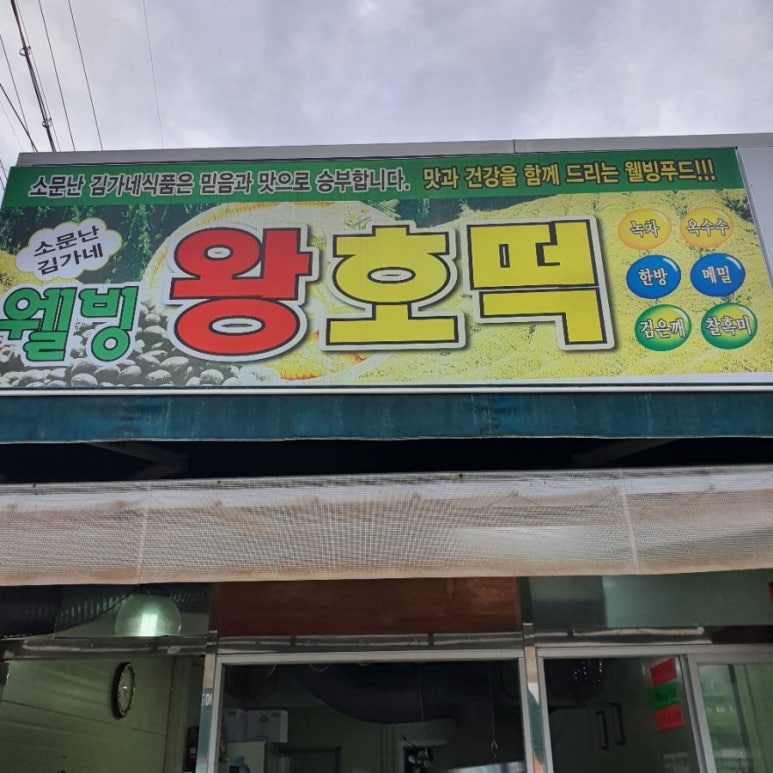 소문난 김가네식품은 믿음과 맛으로 승부합니다. 맛과 건강을 함께 드리는 웰빙푸드!!!
소문난
김가네
웰빙 왕호떡
녹차 옥수수
한방 메밀
검은깨 찰흑미